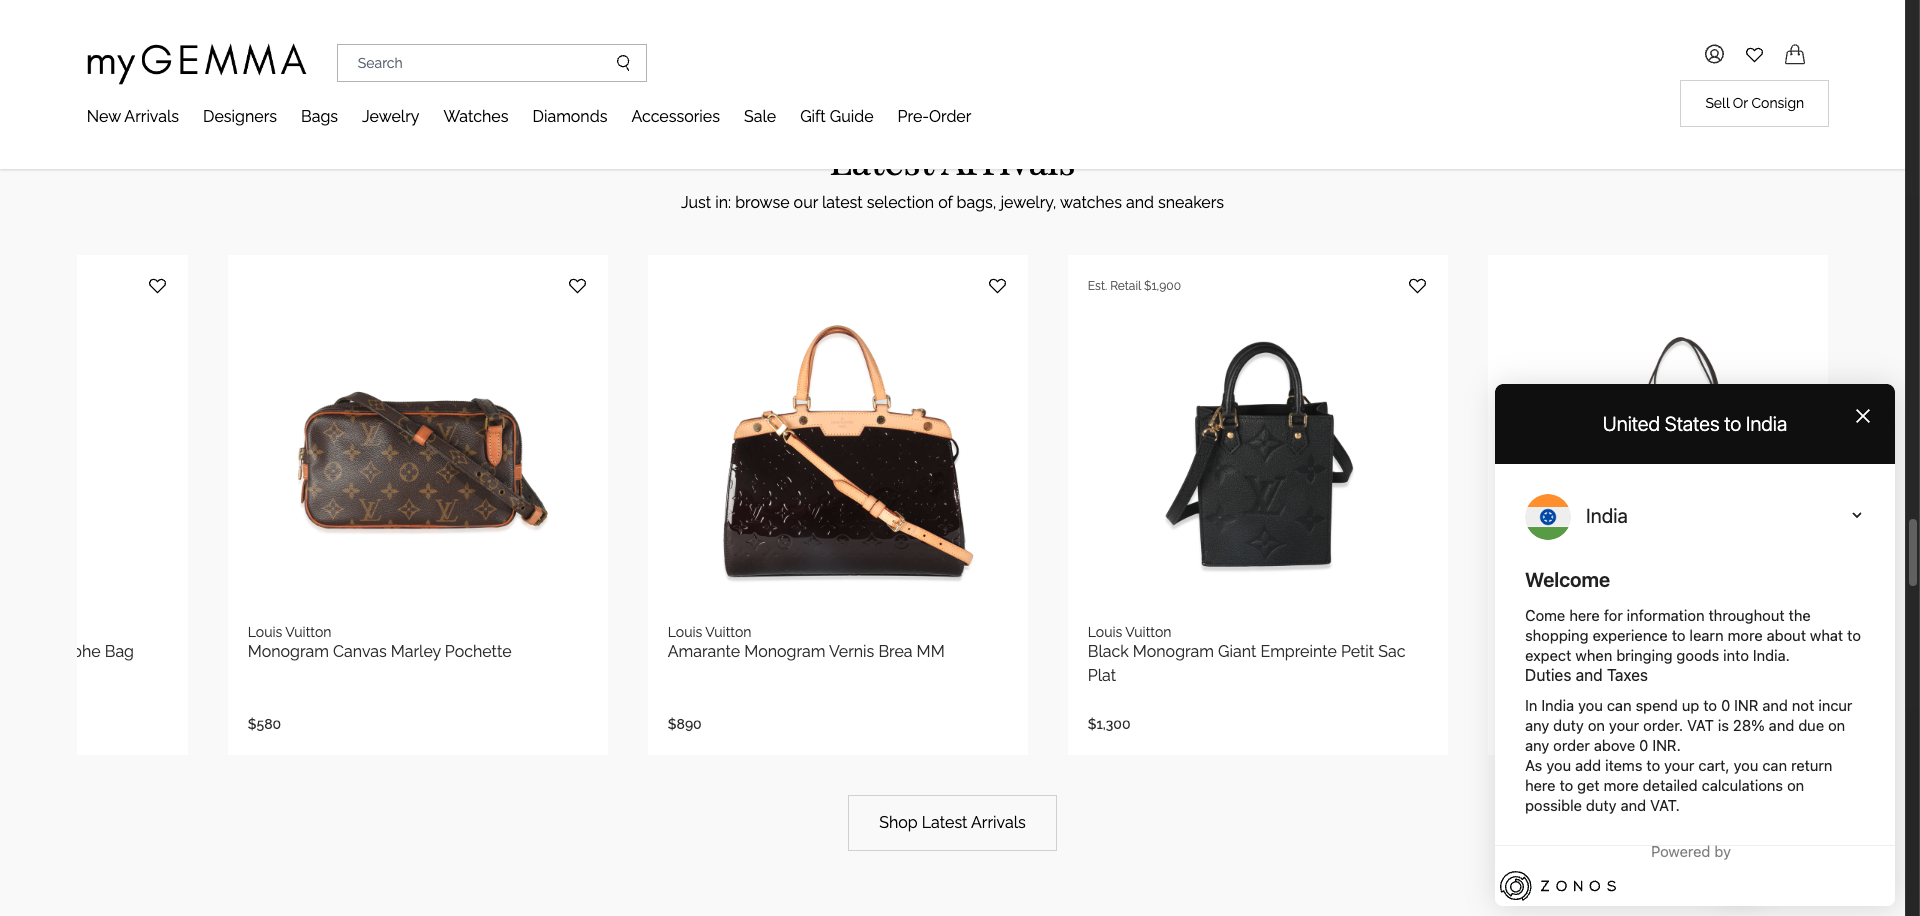 myGEMMA
Search
Sell Or Consign
New Arrivals Designers Bags Jewelry Watches Diamonds Accessories Sale Gift Guide Pre-Order
Latest Arrivals
Just in: browse our latest selection of bags, jewelry, watches and sneakers
Bag
Louis Vuitton
Monogram Canvas Marley Pochette
$580
Louis Vuitton
Amarante Monogram Vernis Brea MM
$890
Est. Retail $1,900
Louis Vuitton
Black Monogram Giant Empreinte Petit Sac
Plat
$1,300
Shop Latest Arrivals
United States to India
India
Welcome
Come here for information throughout the
shopping experience to learn more about what to
expect when bringing goods into India.
Duties and Taxes
In India you can spend up to 0 INR and not incur
any duty on your order. VAT is 28% and due on
any order above 0 INR.
As you add items to your cart, you can return
here to get more detailed calculations on
possible duty and VAT.
Powered by
ZONOS